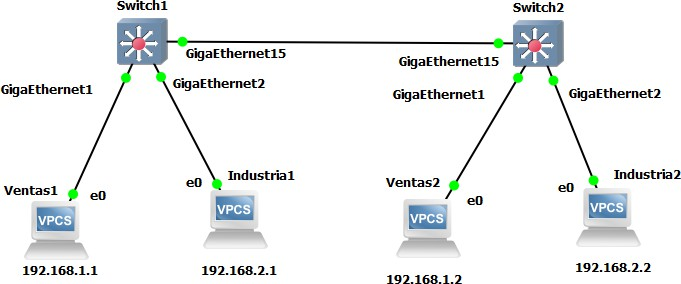 Switch1
Switch2
GigaEthernet15
GigaEthernet15
GigaEthernet1
GigaEthernet2
GigaEthernet1
GigaEthernet2
Ventas1
e0
e0
Industria1
Ventas2
e0
e0
Industria2
VPCS
VPCS
VPCS
VPCS
192.168.1.1
192.168.2.1
192.168.1.2
192.168.2.2